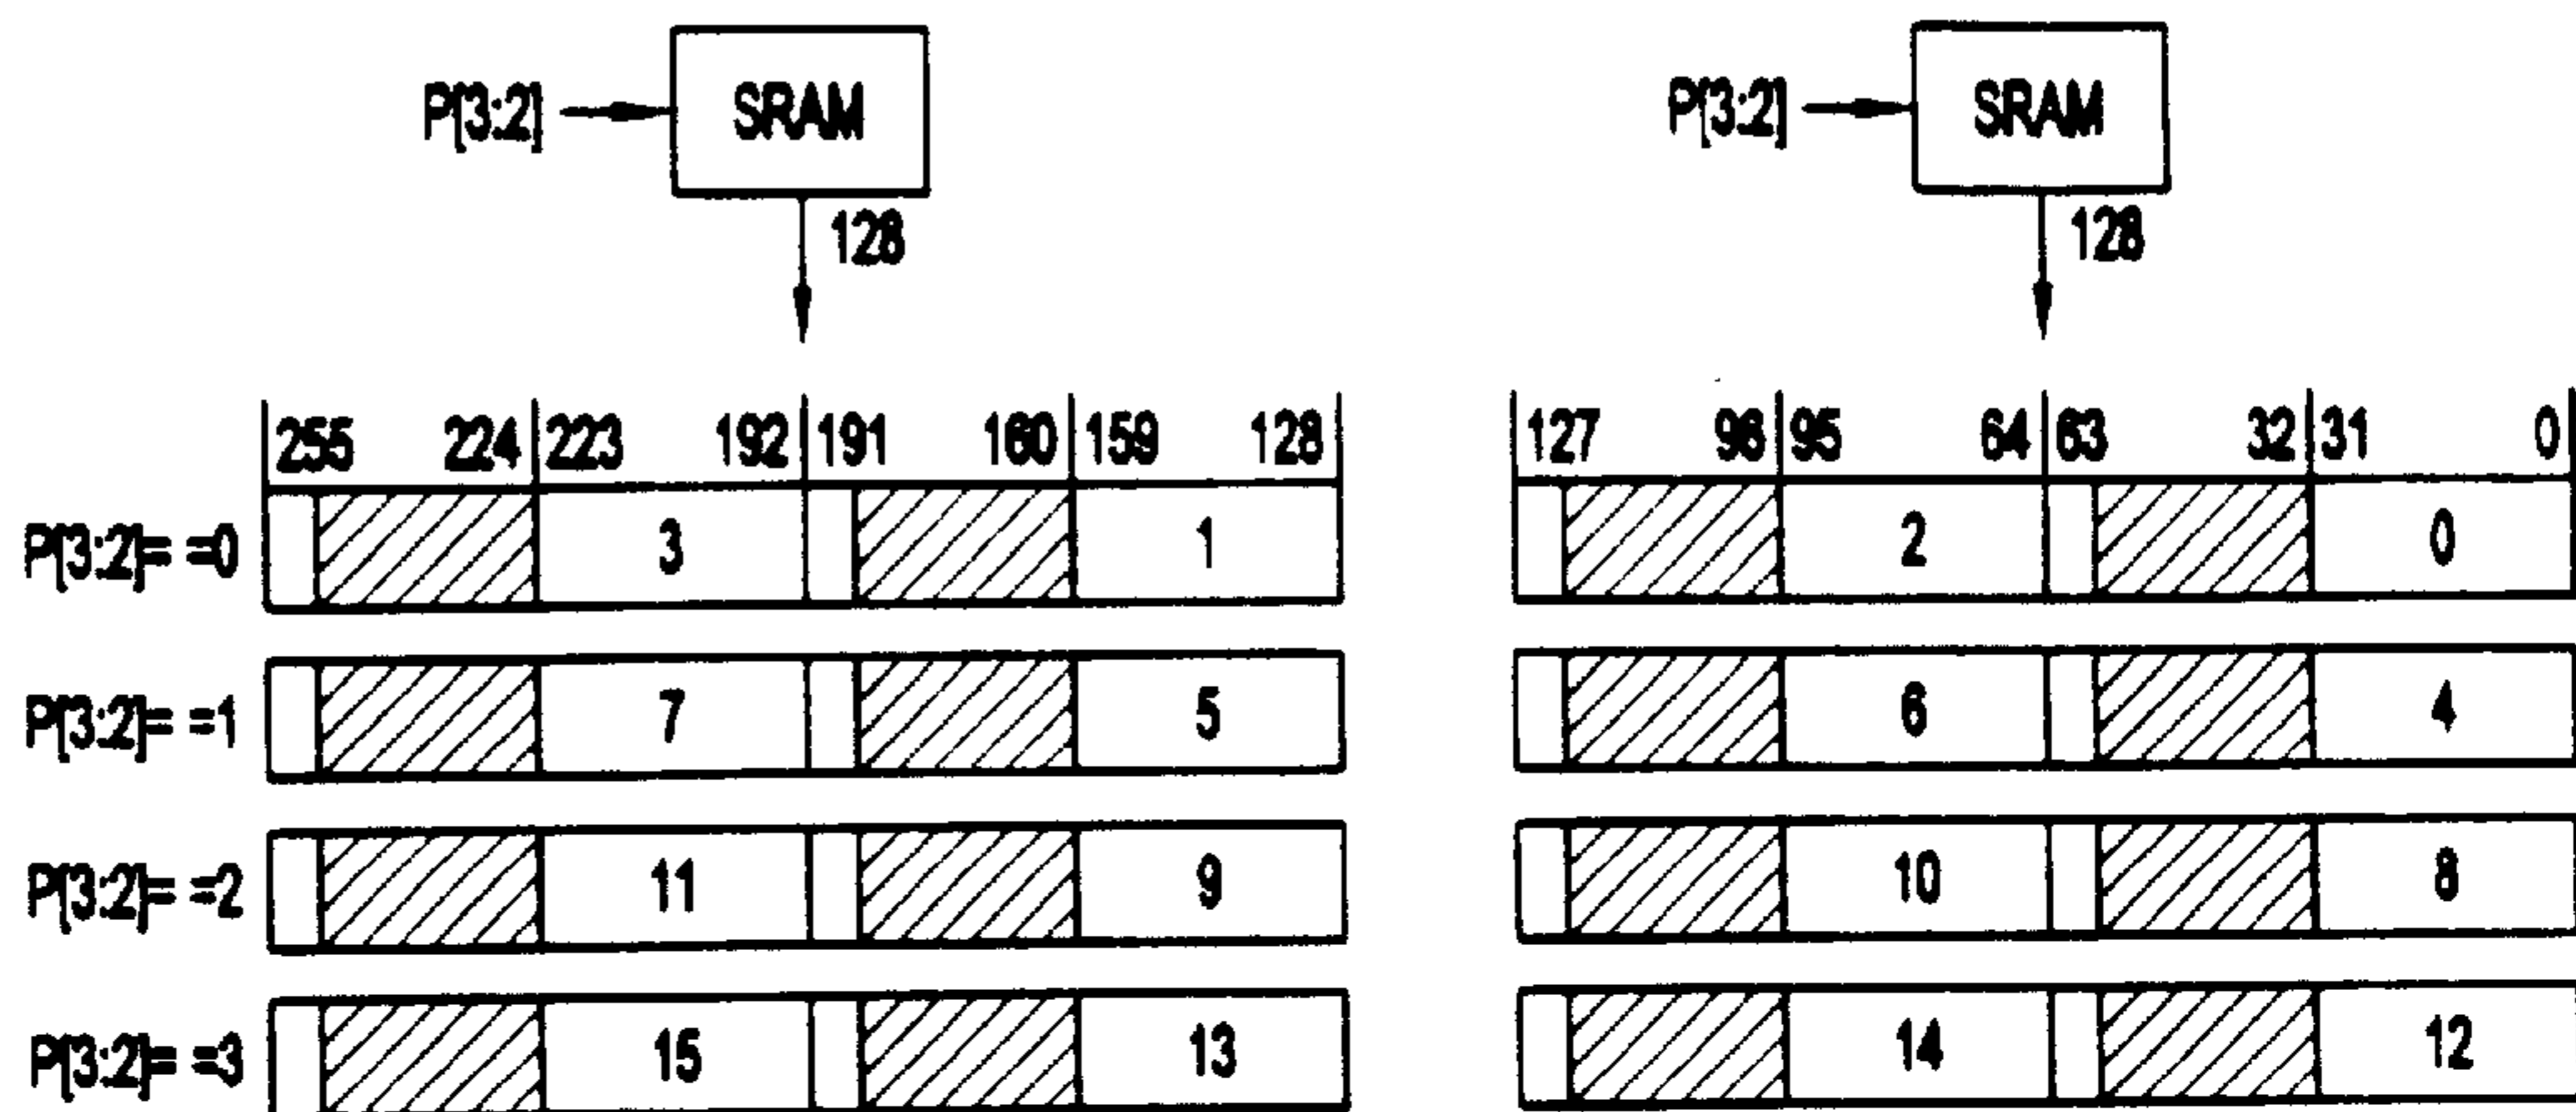 P[3:2] SRAM P[3:2] SRAM
128 128
255 224 223 192 191 160 159 128 127 96 95 64 63 32 31 0
P[3:2]= =0 3 1 2 0
P[3:2]= =1 7 5 6 4
P[3:2]= =2 11 9 10 8
P[3:2]= =3 15 13 14 12